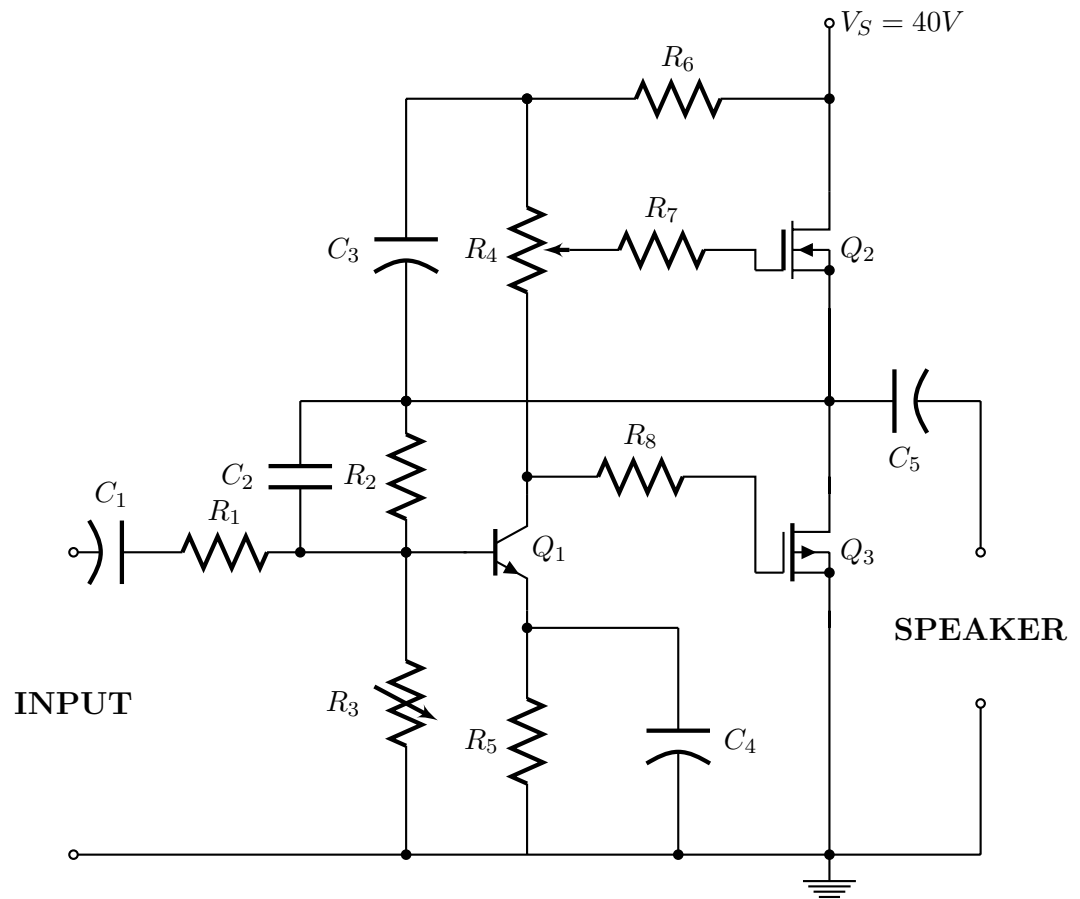 V_S = 40V
R_6
R_7
C_3
R_4
Q_2
R_8
C_5
C_2
R_2
C_1
R_1
Q_1
Q_3
SPEAKER
INPUT
R_3
R_5
C_4